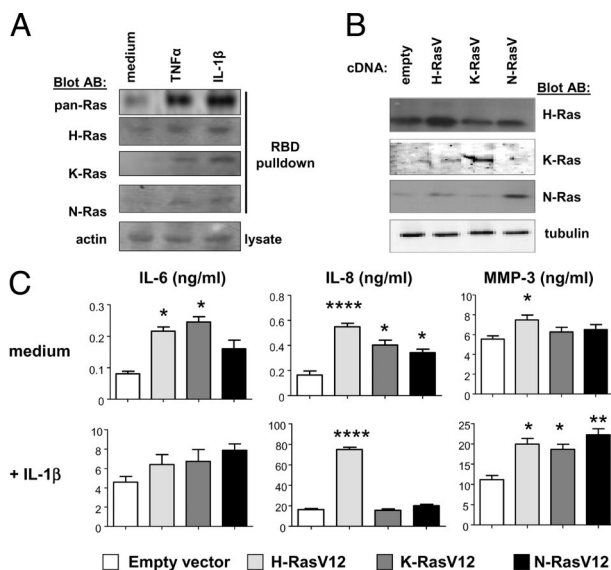 A
medium
TNFα
IL-1β
Blot AB:
pan-Ras
H-Ras
K-Ras
N-Ras
actin
RBD
pulldown
lysate
B
cDNA:
empty
H-RasV
K-RasV
N-RasV
Blot AB:
H-Ras
K-Ras
N-Ras
tubulin
C
IL-6 (ng/ml)
IL-8 (ng/ml)
MMP-3 (ng/ml)
medium
0.3
0.2
0.1
0
*
*
0.8
0.6
0.4
0.2
0
****
*
*
10
8
6
4
2
0
*
+ IL-1β
8
6
4
2
0
100
80
60
40
20
0
****
25
20
15
10
5
0
*
*
**
Empty vector
H-RasV12
K-RasV12
N-RasV12